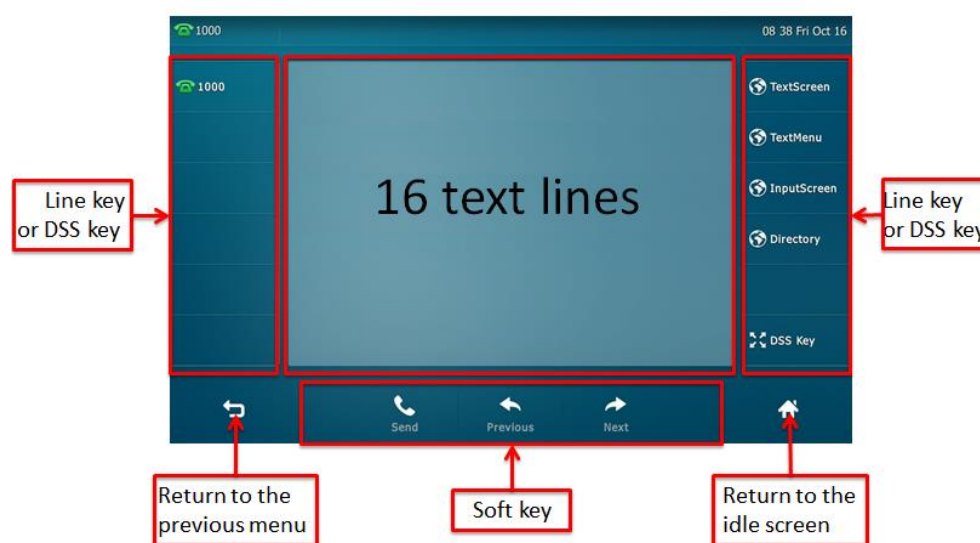 1000
08 38 Fri Oct 16
1000
TextScreen
TextMenu
16 text lines
InputScreen
Line key
or DSS key
Line key
or DSS key
Directory
DSS Key
Send
Previous
Next
Return to the
previous menu
Soft key
Return to the
idle screen